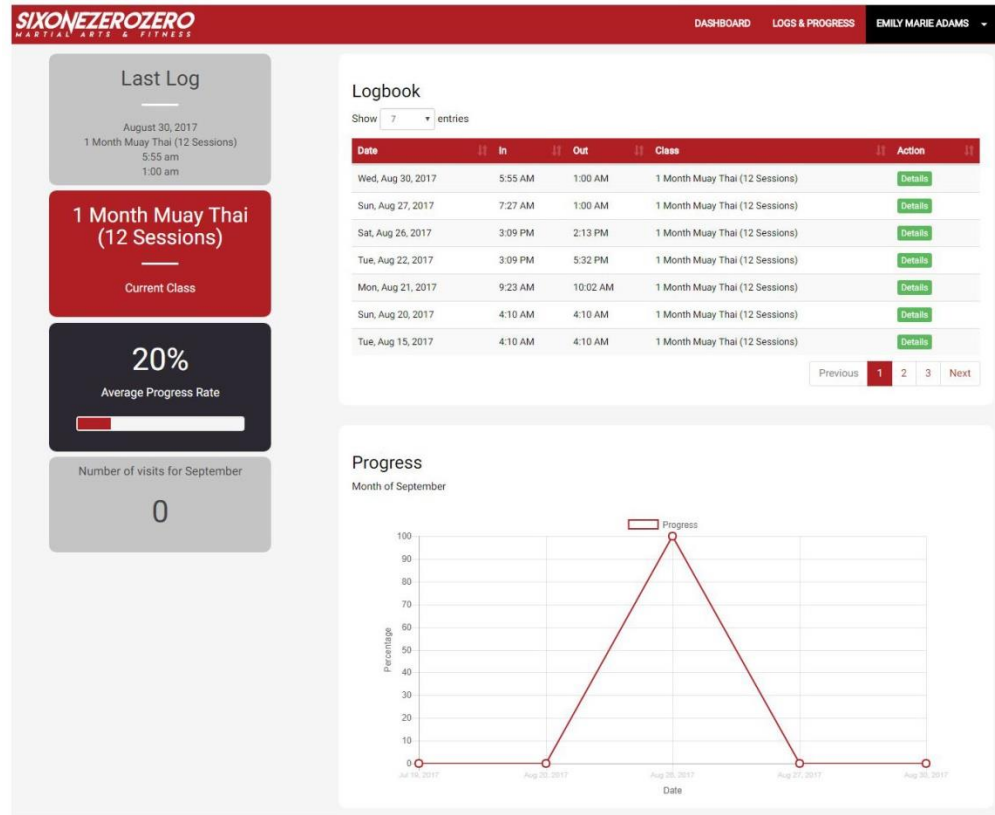 SIXONEZEROZERO
MARTIAL ARTS & FITNESS
DASHBOARD LOGS & PROGRESS EMILY MARIE ADAMS
Last Log
August 30, 2017
1 Month Muay Thai (12 Sessions)
5:55 am
1:00 am
1 Month Muay Thai
(12 Sessions)
Current Class
20%
Average Progress Rate
Number of visits for September
0
Logbook
Show 7 entries
Date In Out Class Action
Wed, Aug 30, 2017 5:55 AM 1:00 AM 1 Month Muay Thai (12 Sessions) Details
Sun, Aug 27, 2017 7:27 AM 1:00 AM 1 Month Muay Thai (12 Sessions) Details
Sat, Aug 26, 2017 3:09 PM 2:13 PM 1 Month Muay Thai (12 Sessions) Details
Tue, Aug 22, 2017 3:09 PM 5:32 PM 1 Month Muay Thai (12 Sessions) Details
Mon, Aug 21, 2017 9:23 AM 10:02 AM 1 Month Muay Thai (12 Sessions) Details
Sun, Aug 20, 2017 4:10 AM 4:10 AM 1 Month Muay Thai (12 Sessions) Details
Tue, Aug 15, 2017 4:10 AM 4:10 AM 1 Month Muay Thai (12 Sessions) Details
Previous 1 2 3 Next
Progress
Month of September
Progress
100
90
80
70
60
50
40
30
20
10
0
Percentage
Jul 19, 2017 Aug 20, 2017 Aug 26, 2017 Aug 27, 2017 Aug 30, 2017
Date